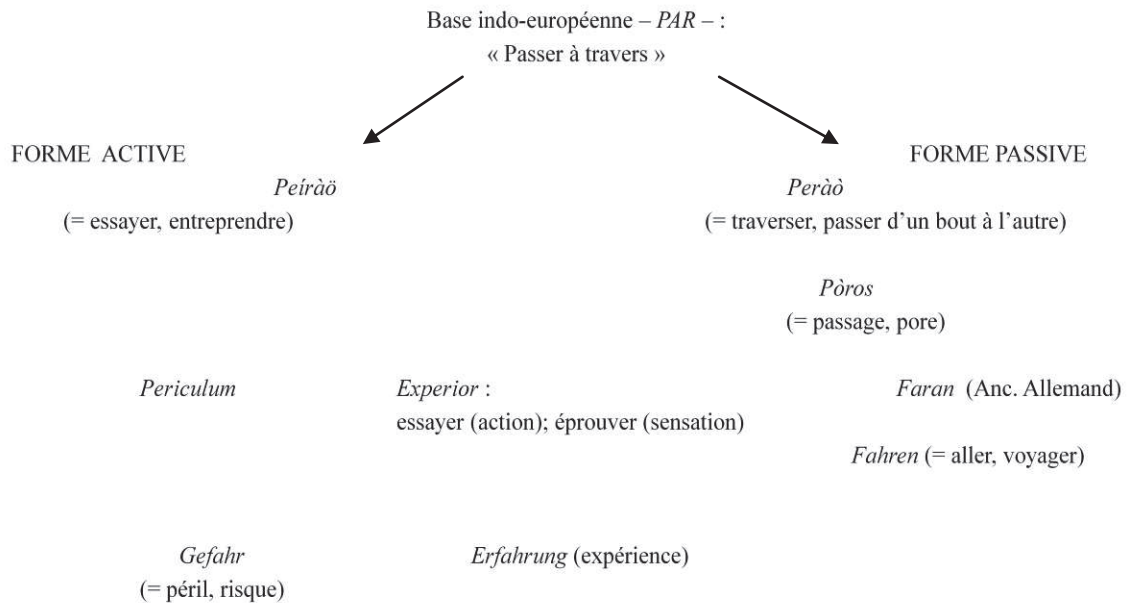 Base indo-européenne – PAR – :
« Passer à travers »
FORME ACTIVE
FORME PASSIVE
Peíràö
Peràò
(= essayer, entreprendre)
(= traverser, passer d’un bout à l’autre)
Pòros
(= passage, pore)
Periculum
Experior :
Faran (Anc. Allemand)
essayer (action); éprouver (sensation)
Fahren (= aller, voyager)
Gefahr
Erfahrung (expérience)
(= péril, risque)